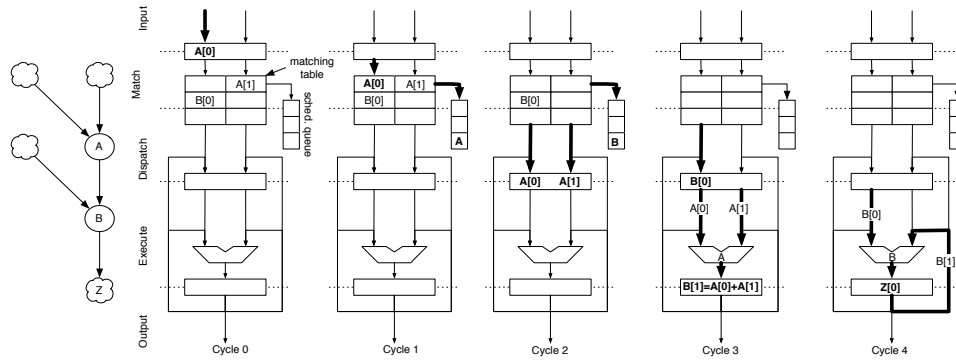 Input
Match
Dispatch
Execute
Output
A
B
Z
A[0]
A[1]
B[0]
matching
table
sched. queue
Cycle 0
A[0]
A[1]
B[0]
A
Cycle 1
B[0]
B
A[0] A[1]
Cycle 2
B[0]
A[0]
A[1]
A
B[1]=A[0]+A[1]
Cycle 3
B[0]
B
B[1]
Z[0]
Cycle 4